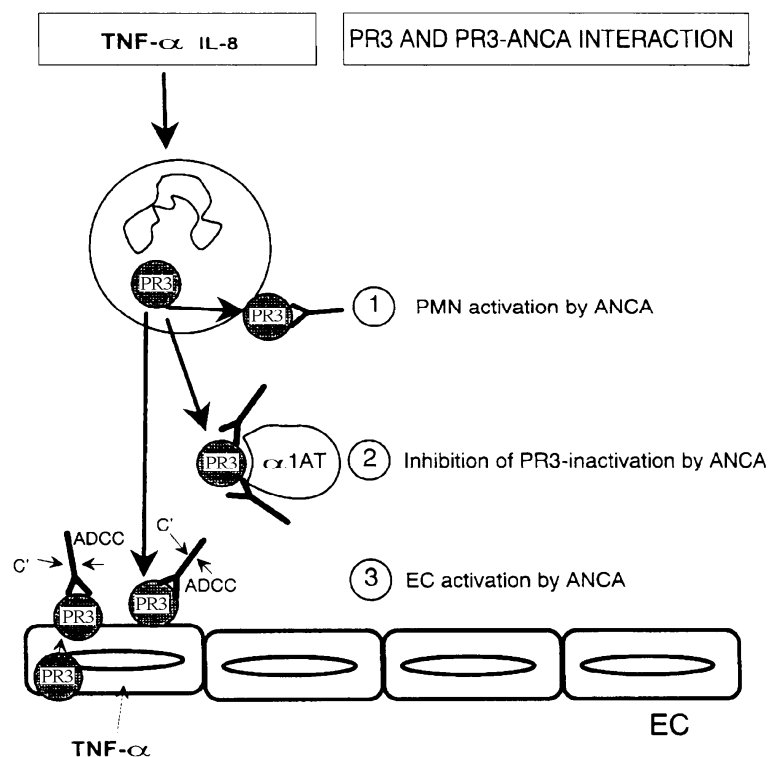 TNF-α IL-8
PR3 AND PR3-ANCA INTERACTION
PR3
PR3
1 PMN activation by ANCA
PR3
α1AT
2 Inhibition of PR3-inactivation by ANCA
C'
ADCC
C'
ADCC
PR3
PR3
3 EC activation by ANCA
PR3
TNF-α
EC